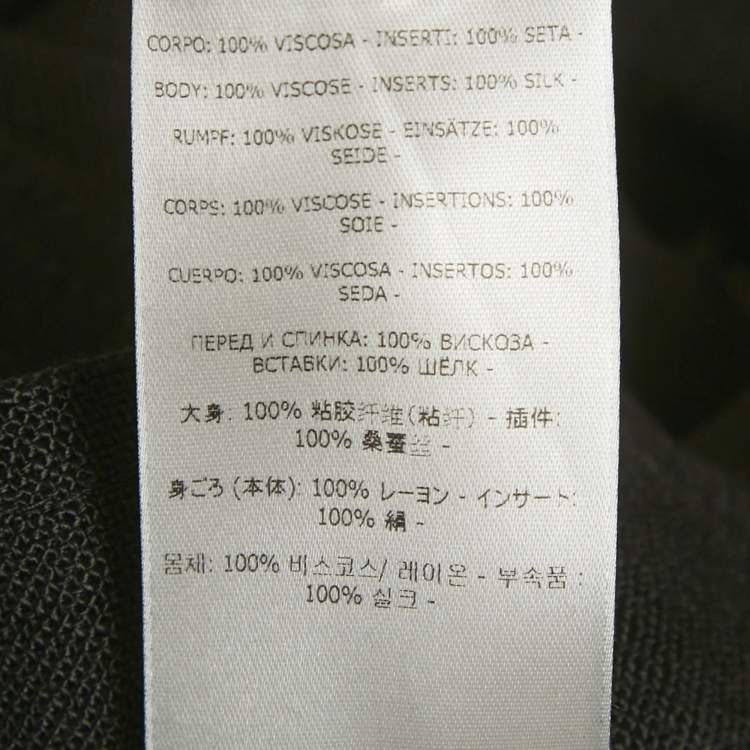 CORPO: 100% VISCOSA - INSERTI: 100% SETA -
BODY: 100% VISCOSE - INSERTS: 100% SILK -
RUMPF: 100% VISKOSE - EINSÄTZE: 100%
SEIDE -
CORPS: 100% VISCOSE - INSERTIONS: 100%
SOIE -
CUERPO: 100% VISCOSA - INSERTOS: 100%
SEDA -
ПЕРЕД И СПИНКА: 100% ВИСКОЗА -
ВСТАВКИ: 100% ШЁЛК -
大身: 100% 粘胶纤维(粘纤) - 插件:
100% 桑蚕丝 -
身ごろ (本体): 100% レーヨン - インサート:
100% 絹 -
몸체: 100% 비스코스/ 레이온 - 부속품 :
100% 실크 -